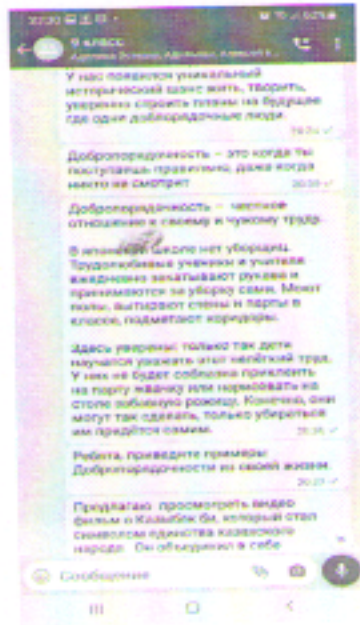 9 класс
У нас появился уникальный
исторический шанс жить, творить,
уверенно строить планы на будущее
где одни добропорядочные люди
Добропорядочность – это когда ты
поступаешь правильно, даже когда
никто не смотрит
Добропорядочность – честное
отношение к своему и чужому труду.
В японской школе нет уборщиц.
Трудолюбивые ученики и учителя
ежедневно закатывают рукава и
принимаются за уборку сами. Моют
полы, вытирают стены и парты в
классе, подметают коридоры.
Здесь уверены: только так дети
научатся уважать этот нелёгкий труд.
У них не будет соблазна приклеить
на парту жвачку или нарисовать на
столе забавную рожицу. Конечно, они
могут так сделать, только убираться
им придётся самим.
Ребята, приведите примеры
Добропорядочности из своей жизни.
Предлагаю просмотреть видео
фильм о Казыбек би, который стал
символом единства казахского
народа. Он объединил в себе
Сообщение